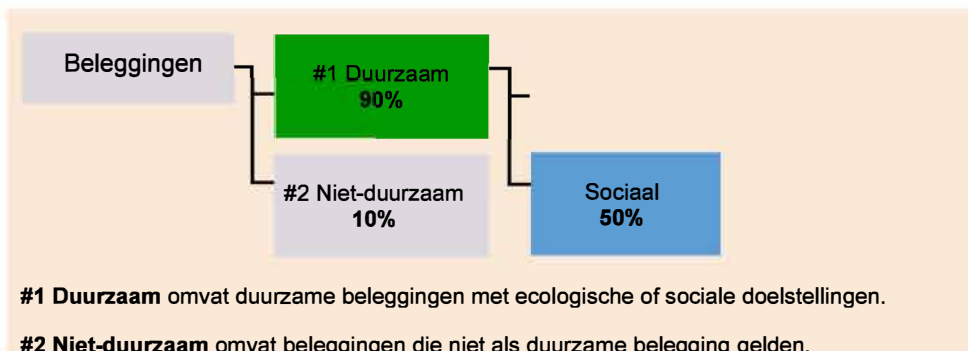 Beleggingen
#1 Duurzaam
90%
#2 Niet-duurzaam
10%
Sociaal
50%
#1 Duurzaam omvat duurzame beleggingen met ecologische of sociale doelstellingen.
#2 Niet-duurzaam omvat beleggingen die niet als duurzame belegging gelden.